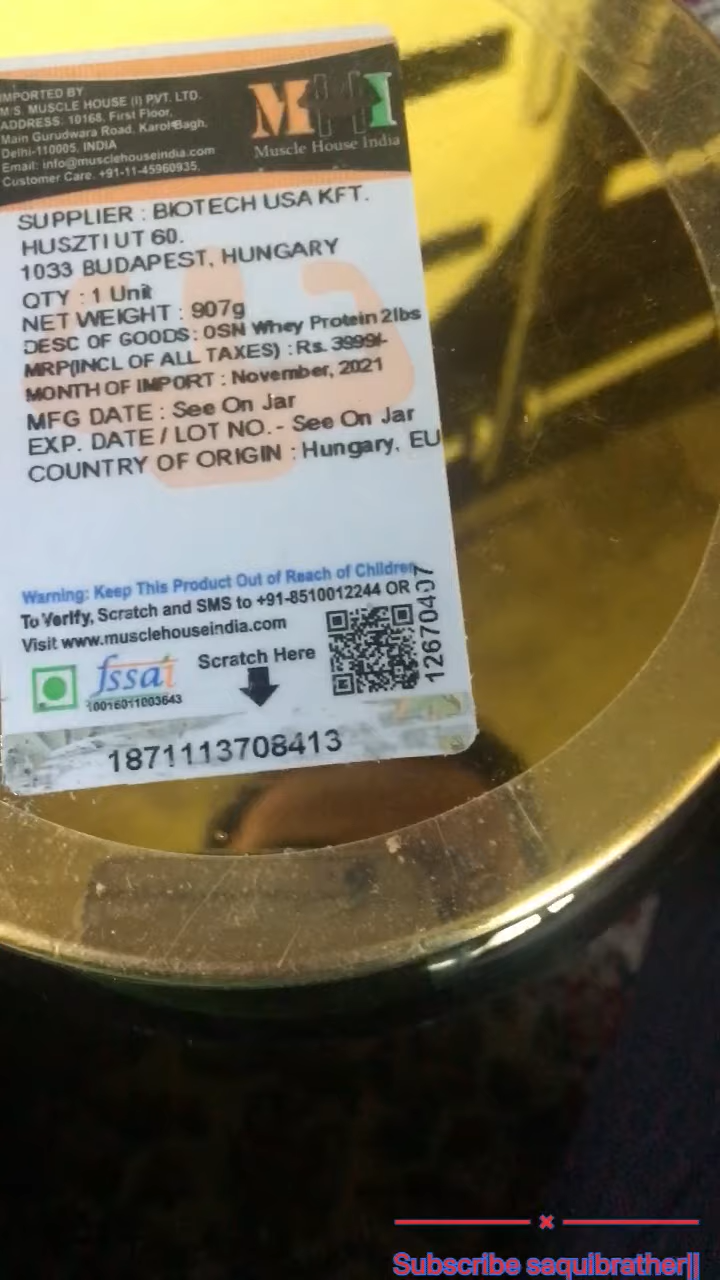 IMPORTED BY
M/S. MUSCLE HOUSE (I) PVT. LTD.
ADDRESS: 10168, First Floor,
Main Gurudwara Road, Karol Bagh,
Delhi-110005, INDIA
Email: info@musclehouseindia.com
Customer Care. +91-11-45960935.
MHI
Muscle House India
SUPPLIER : BIOTECH USA KFT.
HUSZTI UT 60.
1033 BUDAPEST, HUNGARY
QTY : 1 Unit
NET WEIGHT : 907g
DESC OF GOODS : OSN Whey Protein 2lbs
MRP(INCL OF ALL TAXES) : Rs. 3999/-
MONTH OF IMPORT : November, 2021
MFG DATE : See On Jar
EXP. DATE / LOT NO. - See On Jar
COUNTRY OF ORIGIN : Hungary, EU
Warning: Keep This Product Out of Reach of Children
To Verify, Scratch and SMS to +91-8510012244 OR
Visit www.musclehouseindia.com
12670407
fssai
10016011003643
Scratch Here
1871113708413
Subscribe saquibrather||